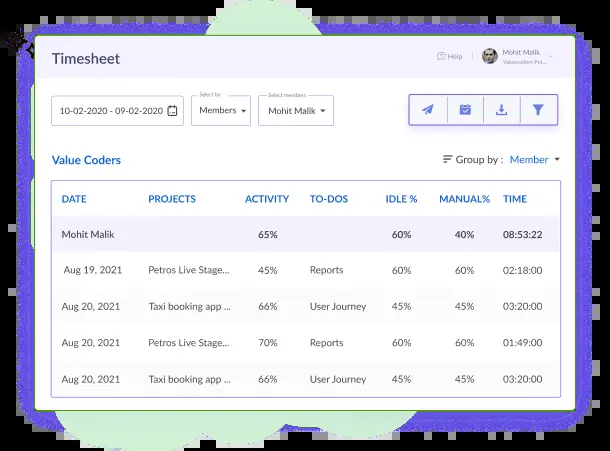 Timesheet
Help
Mohit Malik
Valuecoders Pvt...
Select by
Select members
10-02-2020 - 09-02-2020
Members
Mohit Malik
Value Coders
Group by : Member
DATE PROJECTS ACTIVITY TO-DOS IDLE % MANUAL% TIME
Mohit Malik 65% 60% 40% 08:53:22
Aug 19, 2021 Petros Live Stage... 45% Reports 60% 60% 02:18:00
Aug 20, 2021 Taxi booking app ... 66% User Journey 45% 45% 03:20:00
Aug 20, 2021 Petros Live Stage... 70% Reports 60% 60% 01:49:00
Aug 20, 2021 Taxi booking app ... 66% User Journey 45% 45% 03:20:00